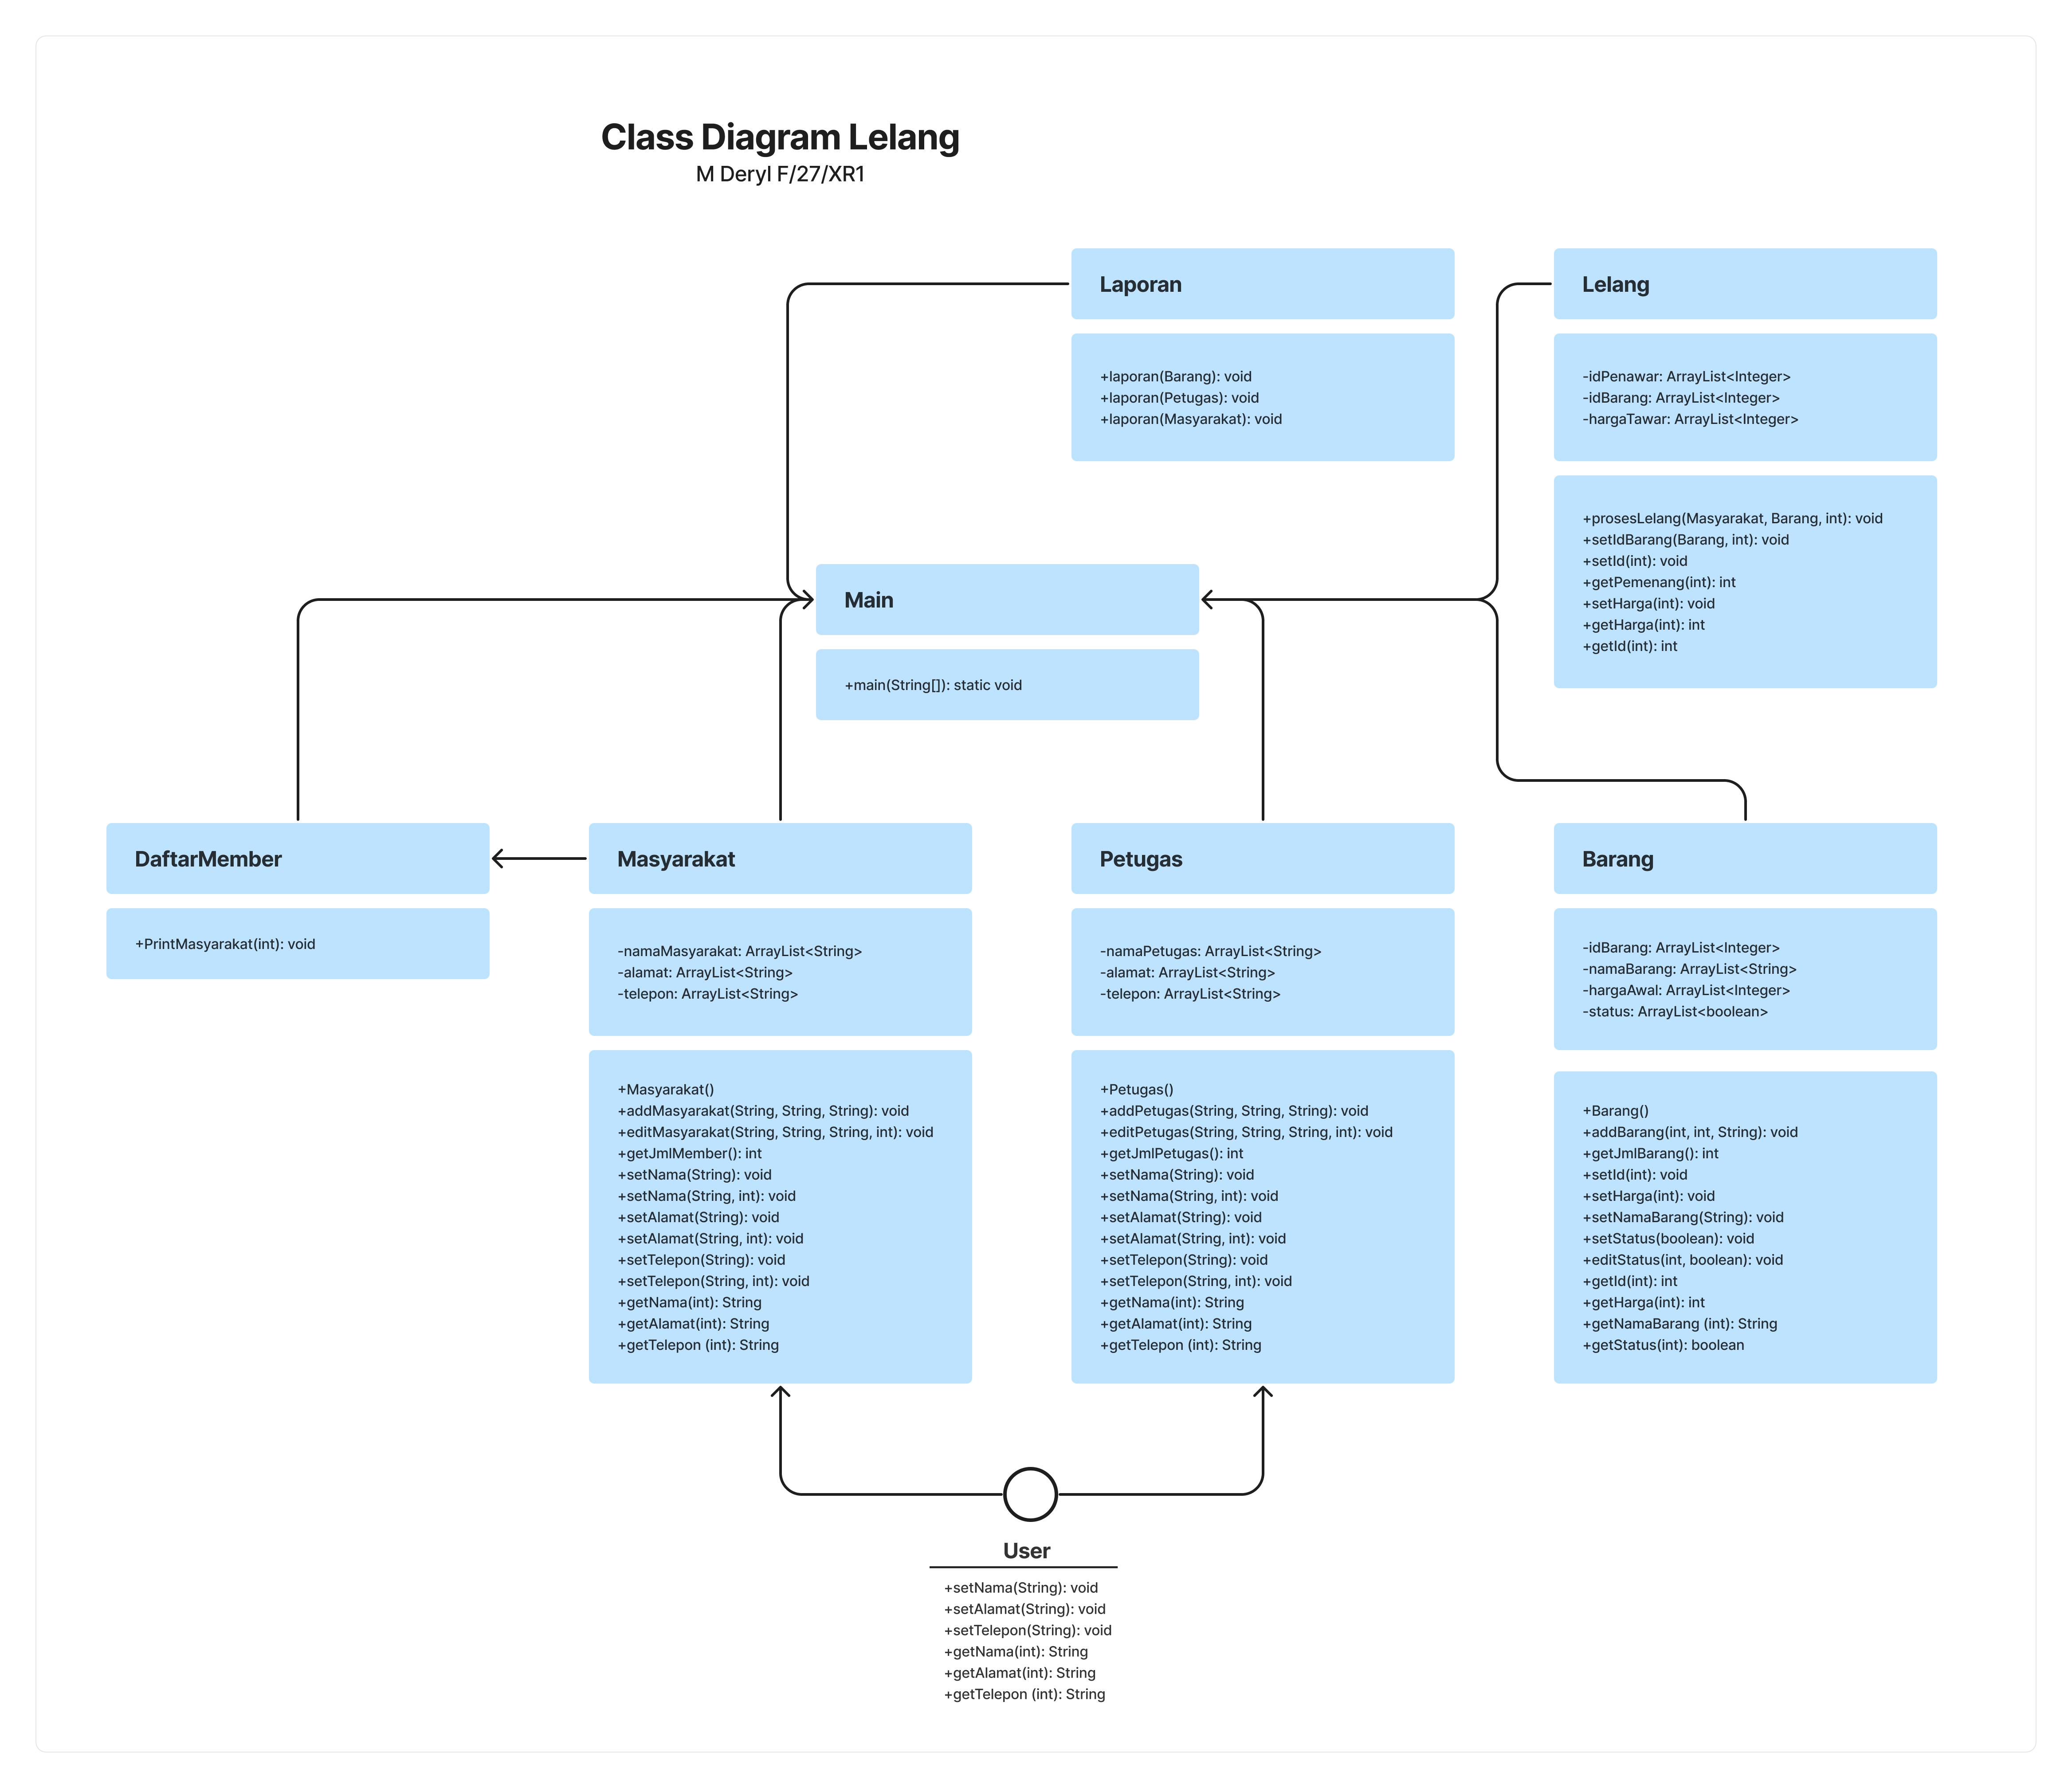 Class Diagram Lelang
M Deryl F/27/XR1
Laporan
+laporan(Barang): void
+laporan(Petugas): void
+laporan(Masyarakat): void
Lelang
-idPenawar: ArrayList<Integer>
-idBarang: ArrayList<Integer>
-hargaTawar: ArrayList<Integer>
+prosesLelang(Masyarakat, Barang, int): void
+setIdBarang(Barang, int): void
+setId(int): void
+getPemenang(int): int
+setHarga(int): void
+getHarga(int): int
+getId(int): int
Main
+main(String[]): static void
DaftarMember
+PrintMasyarakat(int): void
Masyarakat
-namaMasyarakat: ArrayList<String>
-alamat: ArrayList<String>
-telepon: ArrayList<String>
+Masyarakat()
+addMasyarakat(String, String, String): void
+editMasyarakat(String, String, String, int): void
+getJmlMember(): int
+setNama(String): void
+setNama(String, int): void
+setAlamat(String): void
+setAlamat(String, int): void
+setTelepon(String): void
+setTelepon(String, int): void
+getNama(int): String
+getAlamat(int): String
+getTelepon (int): String
Petugas
-namaPetugas: ArrayList<String>
-alamat: ArrayList<String>
-telepon: ArrayList<String>
+Petugas()
+addPetugas(String, String, String): void
+editPetugas(String, String, String, int): void
+getJmlPetugas(): int
+setNama(String): void
+setNama(String, int): void
+setAlamat(String): void
+setAlamat(String, int): void
+setTelepon(String): void
+setTelepon(String, int): void
+getNama(int): String
+getAlamat(int): String
+getTelepon (int): String
Barang
-idBarang: ArrayList<Integer>
-namaBarang: ArrayList<String>
-hargaAwal: ArrayList<Integer>
-status: ArrayList<boolean>
+Barang()
+addBarang(int, int, String): void
+getJmlBarang(): int
+setId(int): void
+setHarga(int): void
+setNamaBarang(String): void
+setStatus(boolean): void
+editStatus(int, boolean): void
+getId(int): int
+getHarga(int): int
+getNamaBarang (int): String
+getStatus(int): boolean
User
+setNama(String): void
+setAlamat(String): void
+setTelepon(String): void
+getNama(int): String
+getAlamat(int): String
+getTelepon (int): String